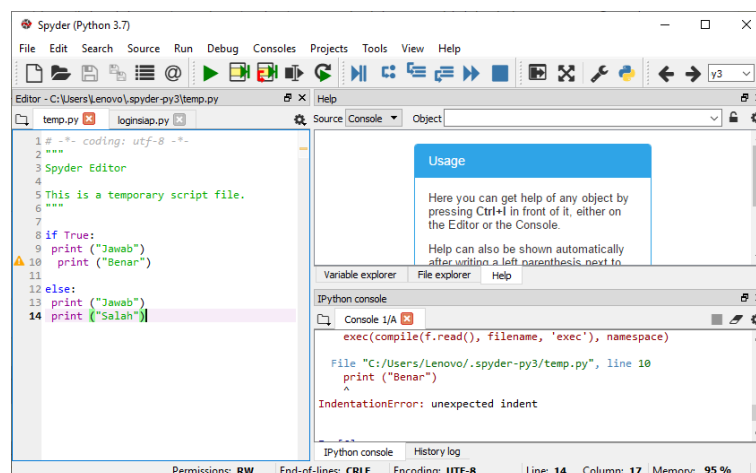 Spyder (Python 3.7)
File Edit Search Source Run Debug Consoles Projects Tools View Help
y3
Editor - C:\Users\Lenovo\.spyder-py3\temp.py
temp.py loginsiap.py
1 # -*- coding: utf-8 -*-
2 """
3 Spyder Editor
4
5 This is a temporary script file.
6 """
7
8 if True:
9  print ("Jawab")
10   print ("Benar")
11
12 else:
13  print ("Jawab")
14  print ("Salah")
Help
Source Console Object
Usage
Here you can get help of any object by
pressing Ctrl+I in front of it, either on
the Editor or the Console.
Help can also be shown automatically
after writing a left parenthesis next to
Variable explorer File explorer Help
IPython console
Console 1/A
exec(compile(f.read(), filename, 'exec'), namespace)
File "C:/Users/Lenovo/.spyder-py3/temp.py", line 10
print ("Benar")
^
IndentationError: unexpected indent
IPython console History log
Permissions: RW End-of-lines: CRLF Encoding: UTF-8 Line: 14 Column: 17 Memory: 95 %